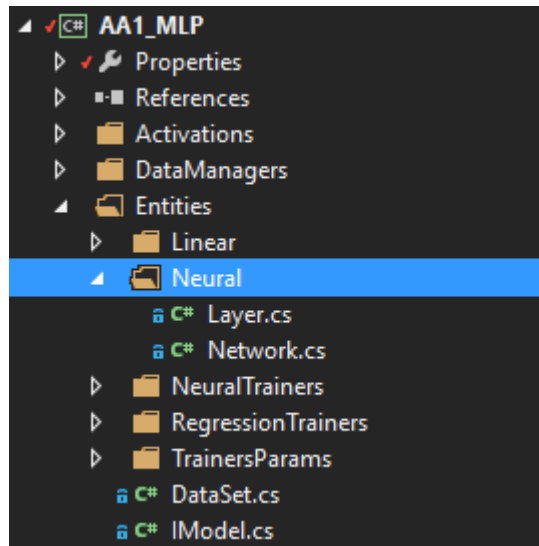 C# AA1_MLP
Properties
References
Activations
DataManagers
Entities
Linear
Neural
C# Layer.cs
C# Network.cs
NeuralTrainers
RegressionTrainers
TrainersParams
C# DataSet.cs
C# IModel.cs